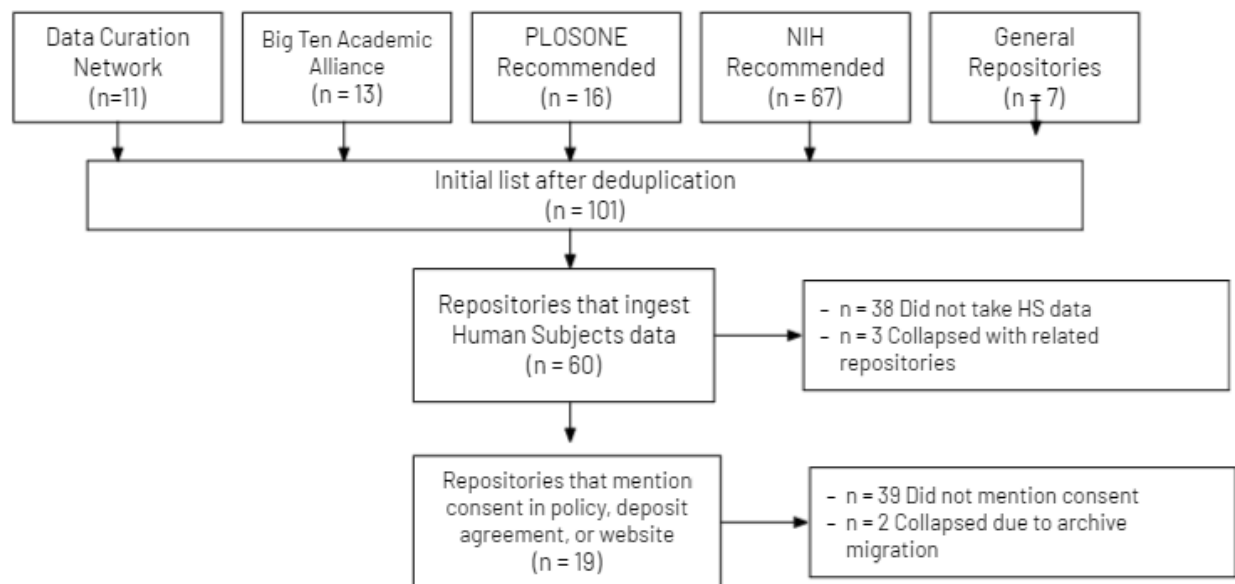 Data Curation
Network
(n=11)
Big Ten Academic
Alliance
(n = 13)
PLOSONE
Recommended
(n = 16)
NIH
Recommended
(n = 67)
General
Repositories
(n = 7)
Initial list after deduplication
(n = 101)
Repositories that ingest
Human Subjects data
(n = 60)
- n = 38 Did not take HS data
- n = 3 Collapsed with related
repositories
Repositories that mention
consent in policy, deposit
agreement, or website
(n = 19)
- n = 39 Did not mention consent
- n = 2 Collapsed due to archive
migration